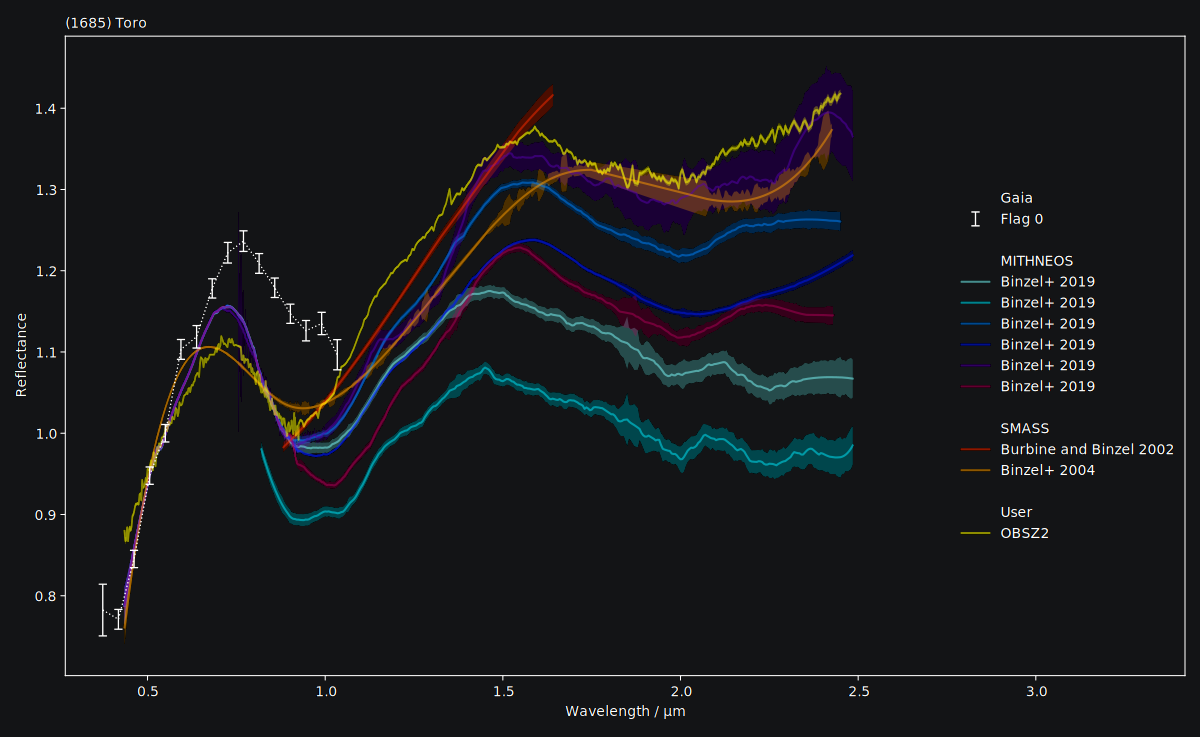 (1685) Toro
1.4
1.3
1.2
1.1
1.0
0.9
0.8
Reflectance
0.5
1.0
1.5
2.0
2.5
3.0
Wavelength / µm
Gaia
Flag 0
MITHNEOS
Binzel+ 2019
Binzel+ 2019
Binzel+ 2019
Binzel+ 2019
Binzel+ 2019
Binzel+ 2019
SMASS
Burbine and Binzel 2002
Binzel+ 2004
User
OBSZ2